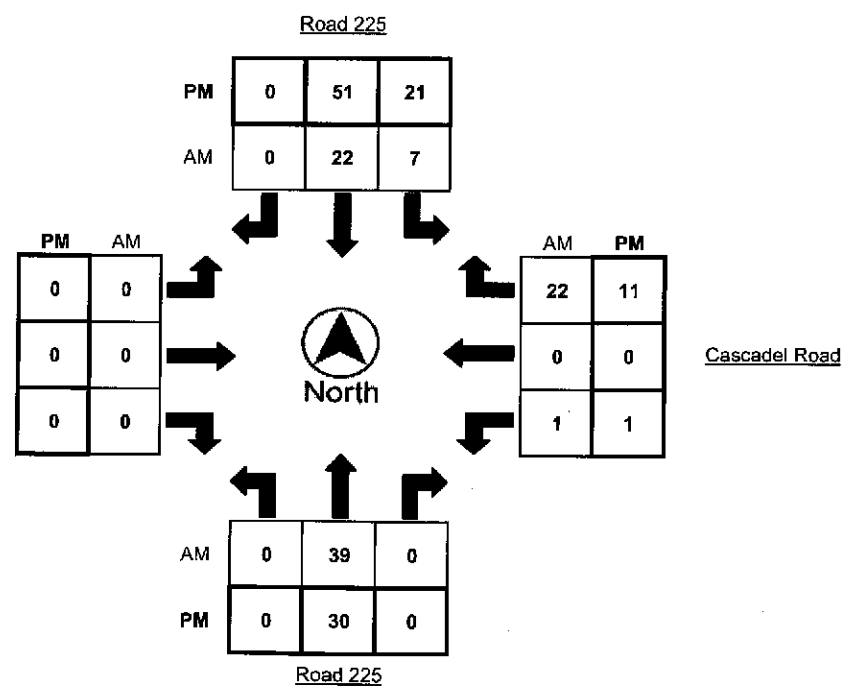 Road 225
PM 0 51 21
AM 0 22 7
PM AM
0 0
0 0
0 0
AM PM
22 11
0 0
1 1
Cascadel Road
North
AM 0 39 0
PM 0 30 0
Road 225